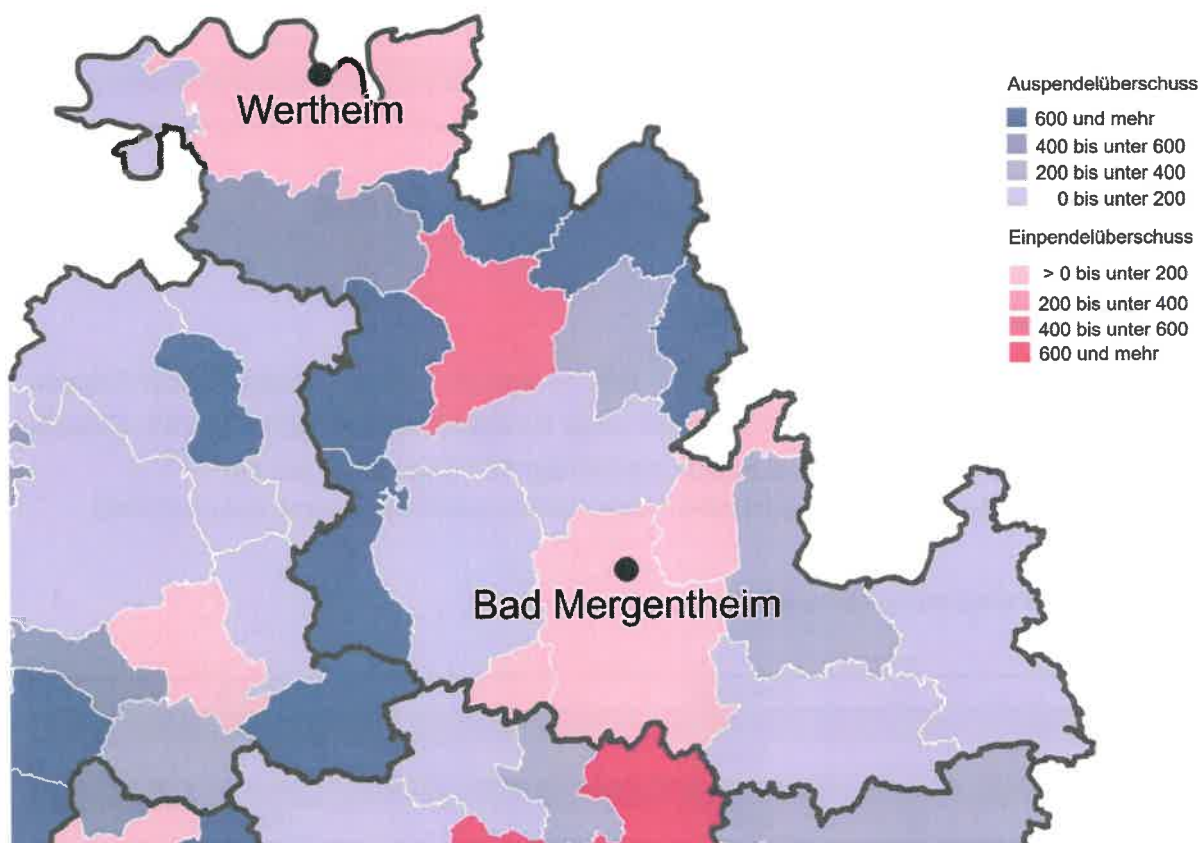 Wertheim
Bad Mergentheim
Auspendelüberschuss
600 und mehr
400 bis unter 600
200 bis unter 400
0 bis unter 200
Einpendelüberschuss
> 0 bis unter 200
200 bis unter 400
400 bis unter 600
600 und mehr